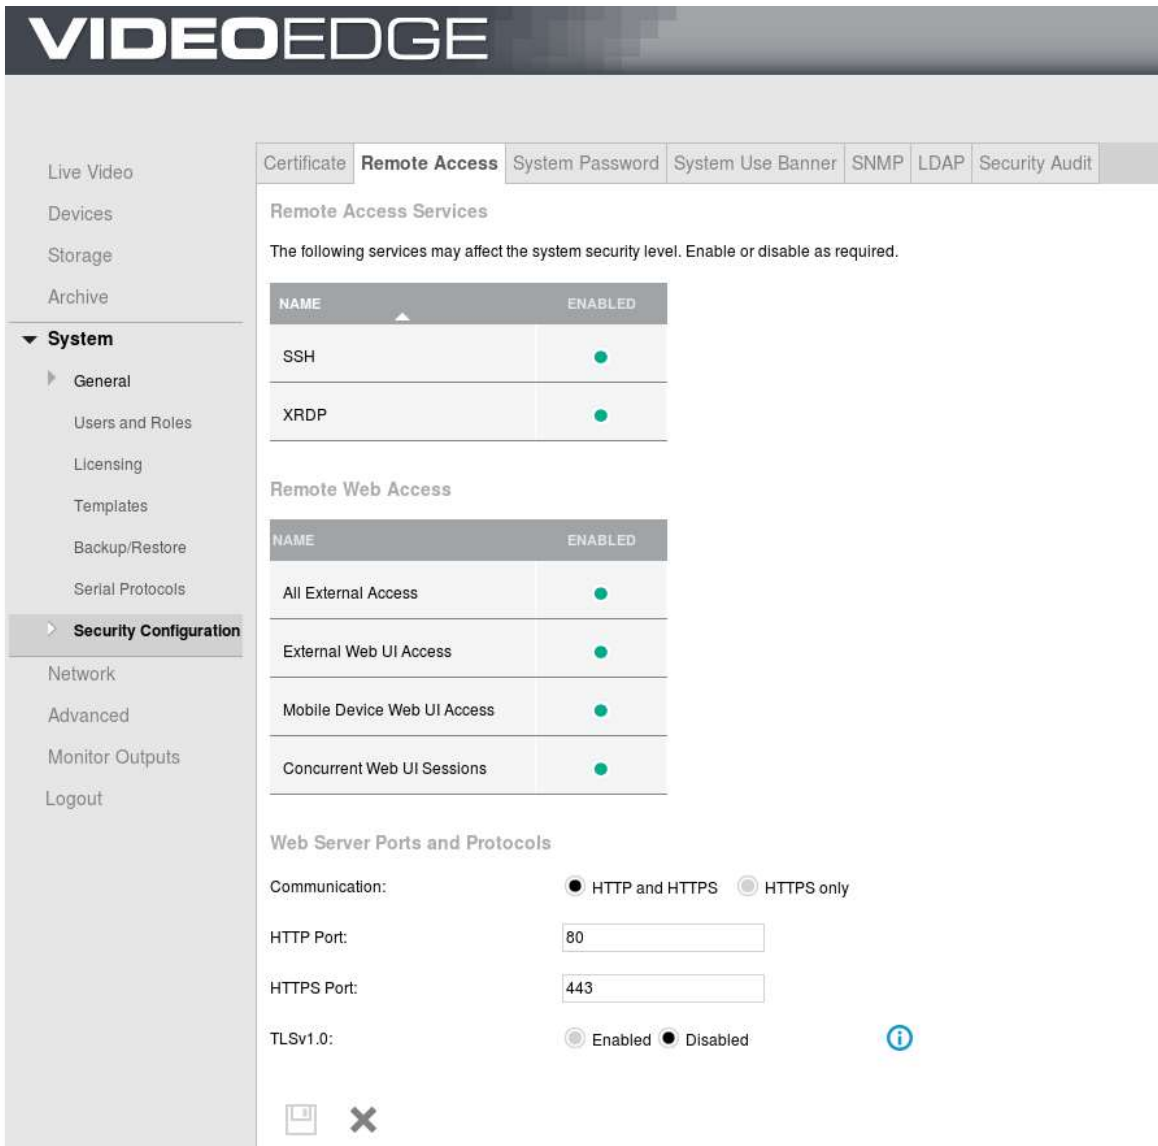 VIDEOEDGE
Live Video
Devices
Storage
Archive
System
General
Users and Roles
Licensing
Templates
Backup/Restore
Serial Protocols
Security Configuration
Network
Advanced
Monitor Outputs
Logout
Certificate Remote Access System Password System Use Banner SNMP LDAP Security Audit
Remote Access Services
The following services may affect the system security level. Enable or disable as required.
NAME ENABLED
SSH
XRDP
Remote Web Access
NAME ENABLED
All External Access
External Web UI Access
Mobile Device Web UI Access
Concurrent Web UI Sessions
Web Server Ports and Protocols
Communication: HTTP and HTTPS HTTPS only
HTTP Port: 80
HTTPS Port: 443
TLSv1.0: Enabled Disabled